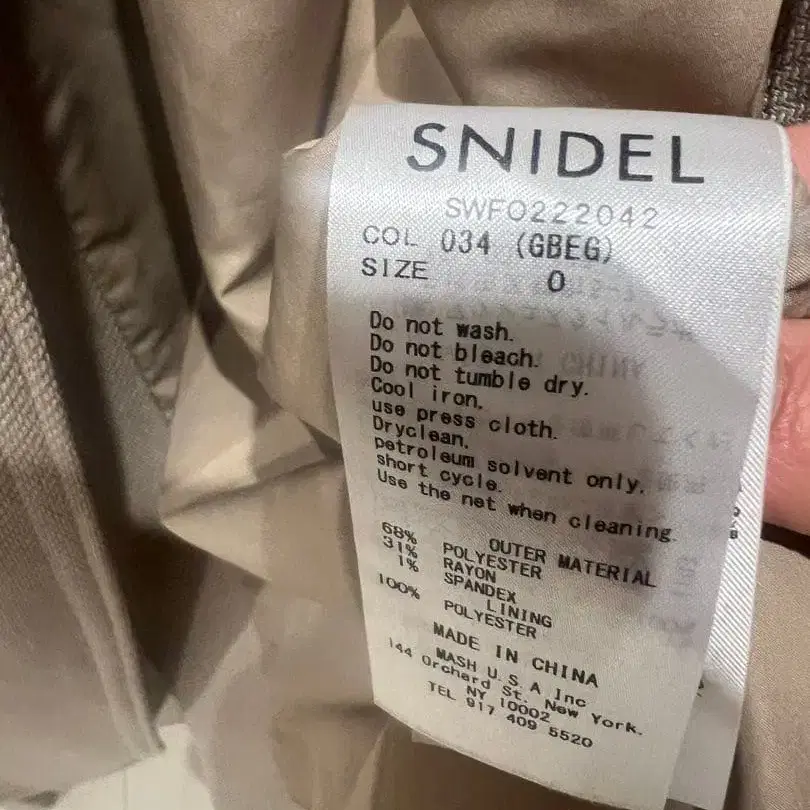 SNIDEL
SWFO222042
COL 034 (GBEG)
SIZE 0
Do not wash.
Do not bleach.
Do not tumble dry.
Cool iron,
use press cloth.
Dryclean,
petroleum solvent only,
short cycle.
Use the net when cleaning.
OUTER MATERIAL
68% POLYESTER
31% RAYON
1% SPANDEX
LINING
100% POLYESTER
MADE IN CHINA
MASH U.S.A Inc
144 Orchard St. New York.
NY 10002
TEL 917 409 5520